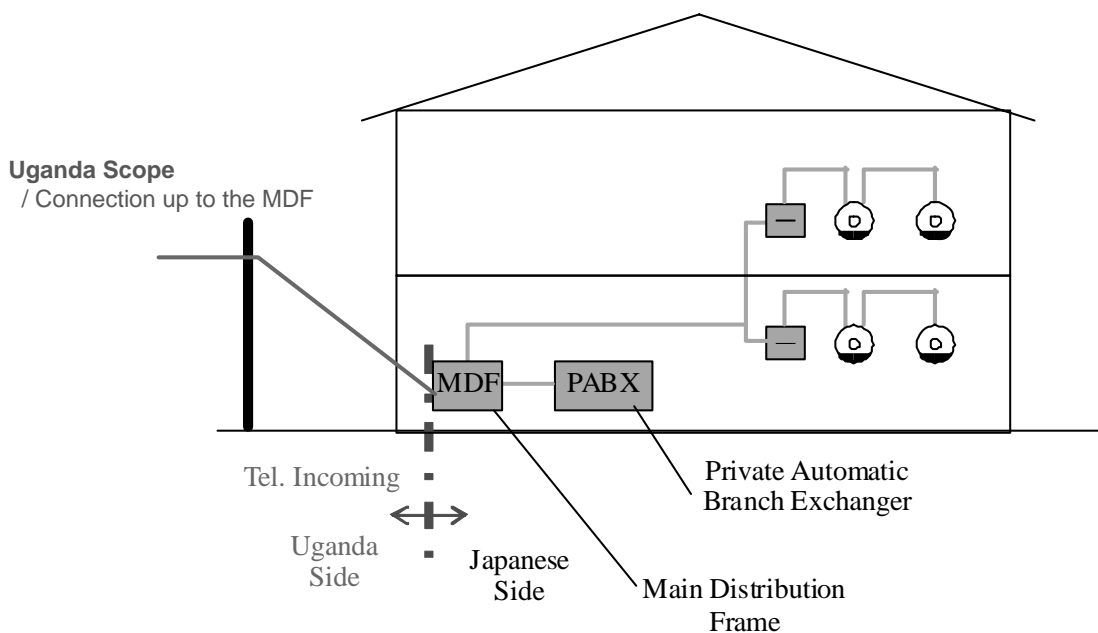 Uganda Scope
/ Connection up to the MDF
MDF
PABX
Tel. Incoming
Private Automatic
Branch Exchanger
Uganda
Side
Japanese
Side
Main Distribution
Frame